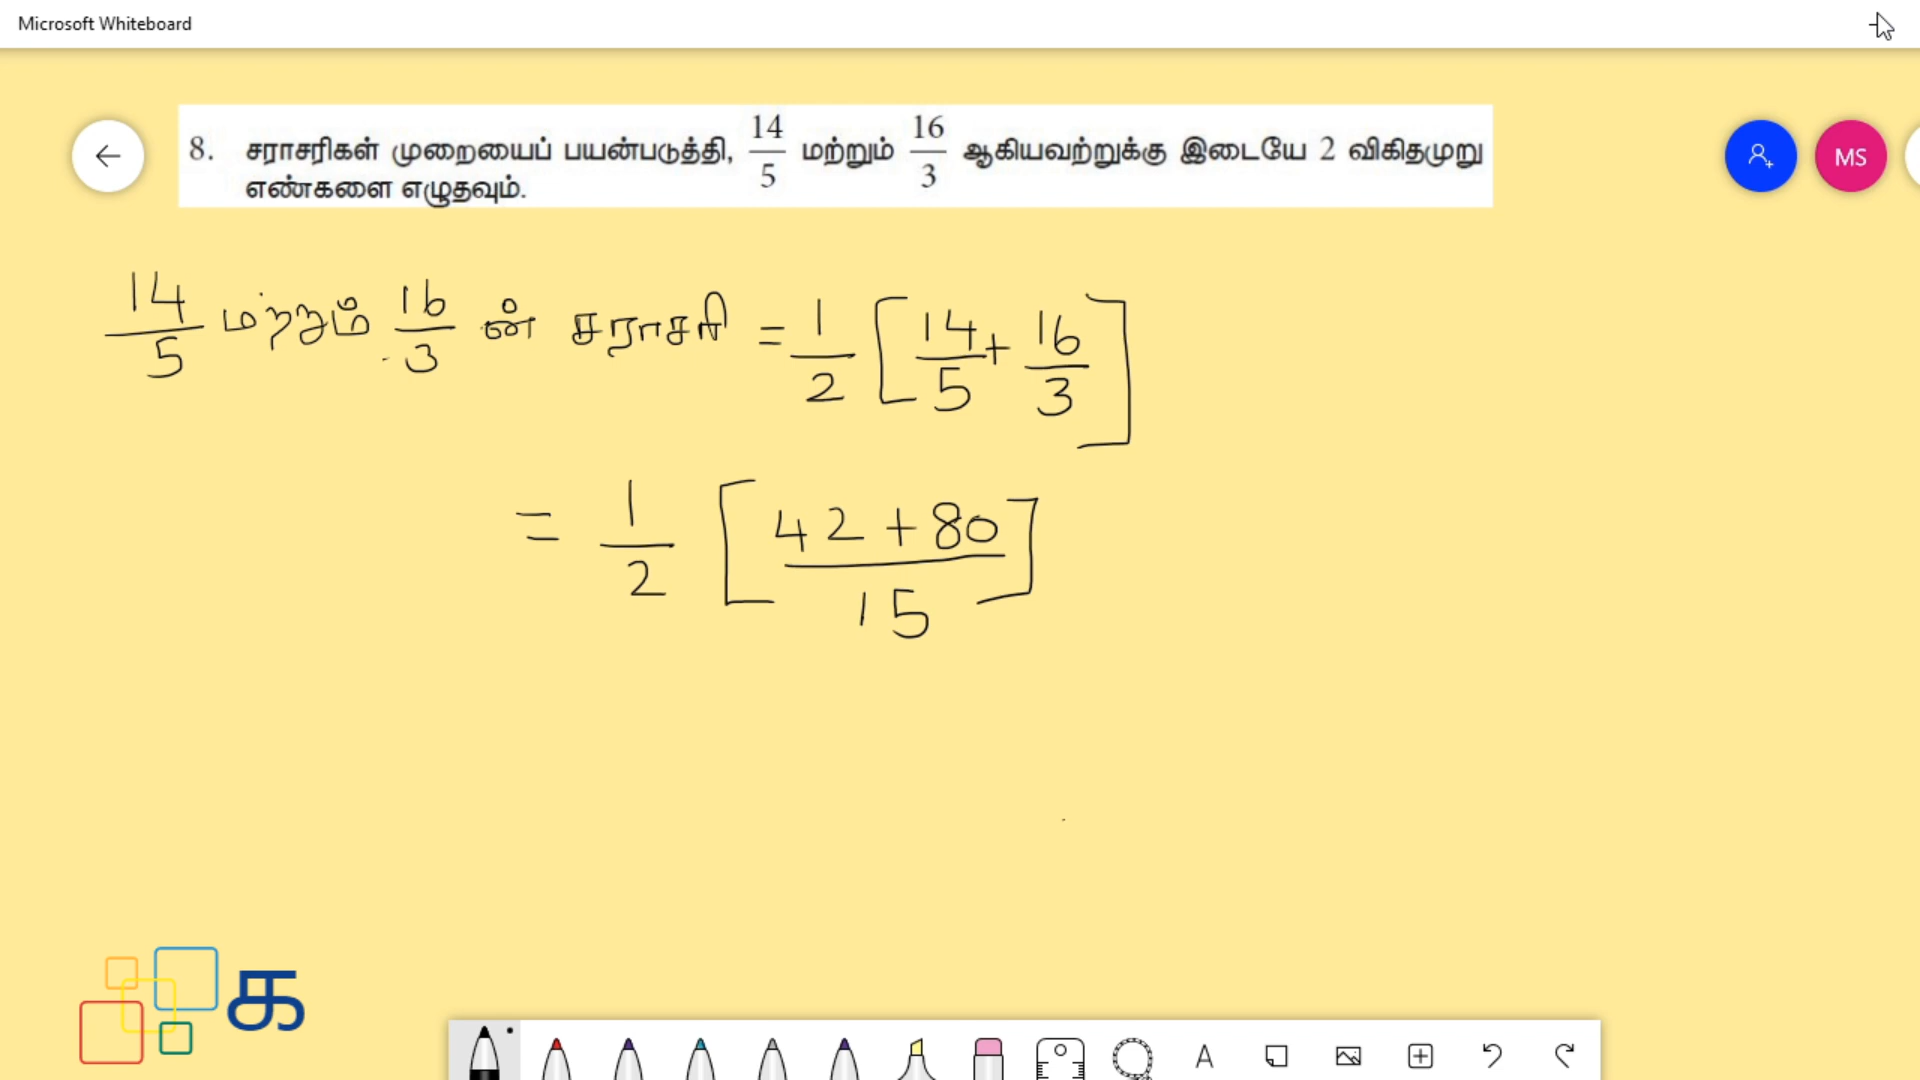 Microsoft Whiteboard
8. சராசரிகள் முறையைப் பயன்படுத்தி, 14/5 மற்றும் 16/3 ஆகியவற்றுக்கு இடையே 2 விகிதமுறு
எண்களை எழுதவும்.
MS
14/5 மற்றும் 16/3 ன் சராசரி = 1/2 [14/5 + 16/3]
= 1/2 [42 + 80 / 15]
க